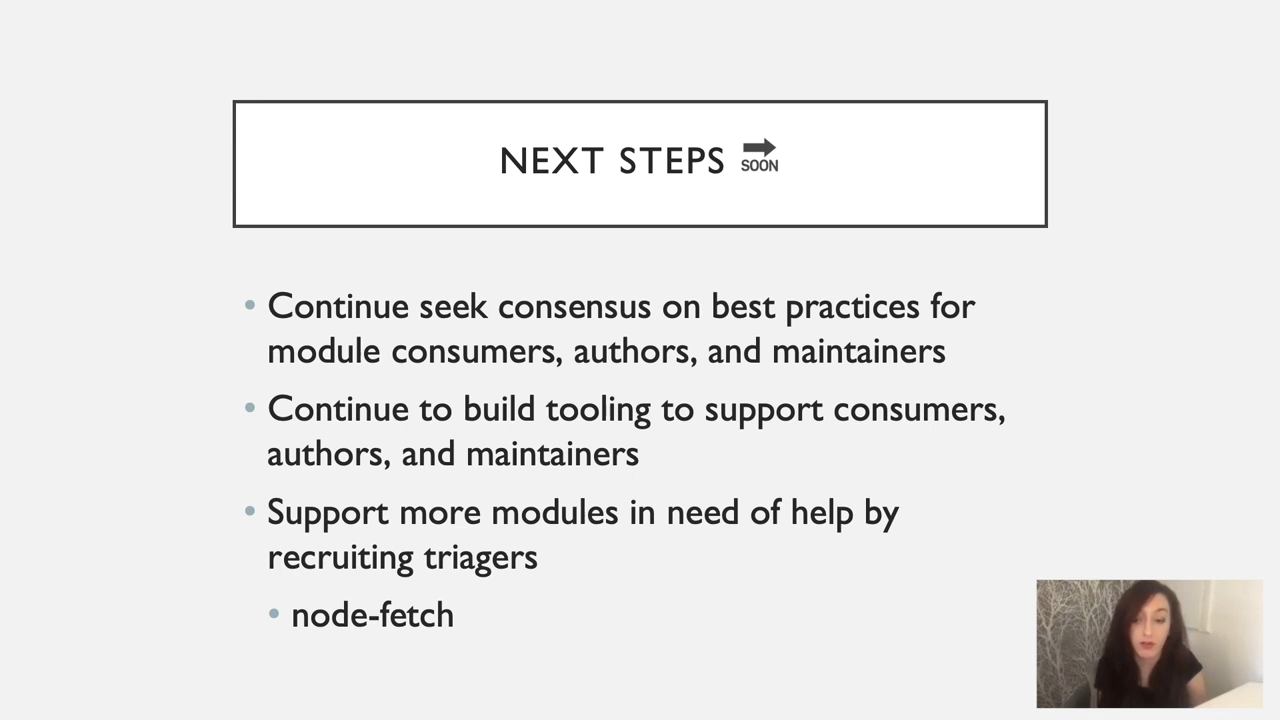 NEXT STEPS
SOON
• Continue seek consensus on best practices for
module consumers, authors, and maintainers
• Continue to build tooling to support consumers,
authors, and maintainers
• Support more modules in need of help by
recruiting triagers
• node-fetch